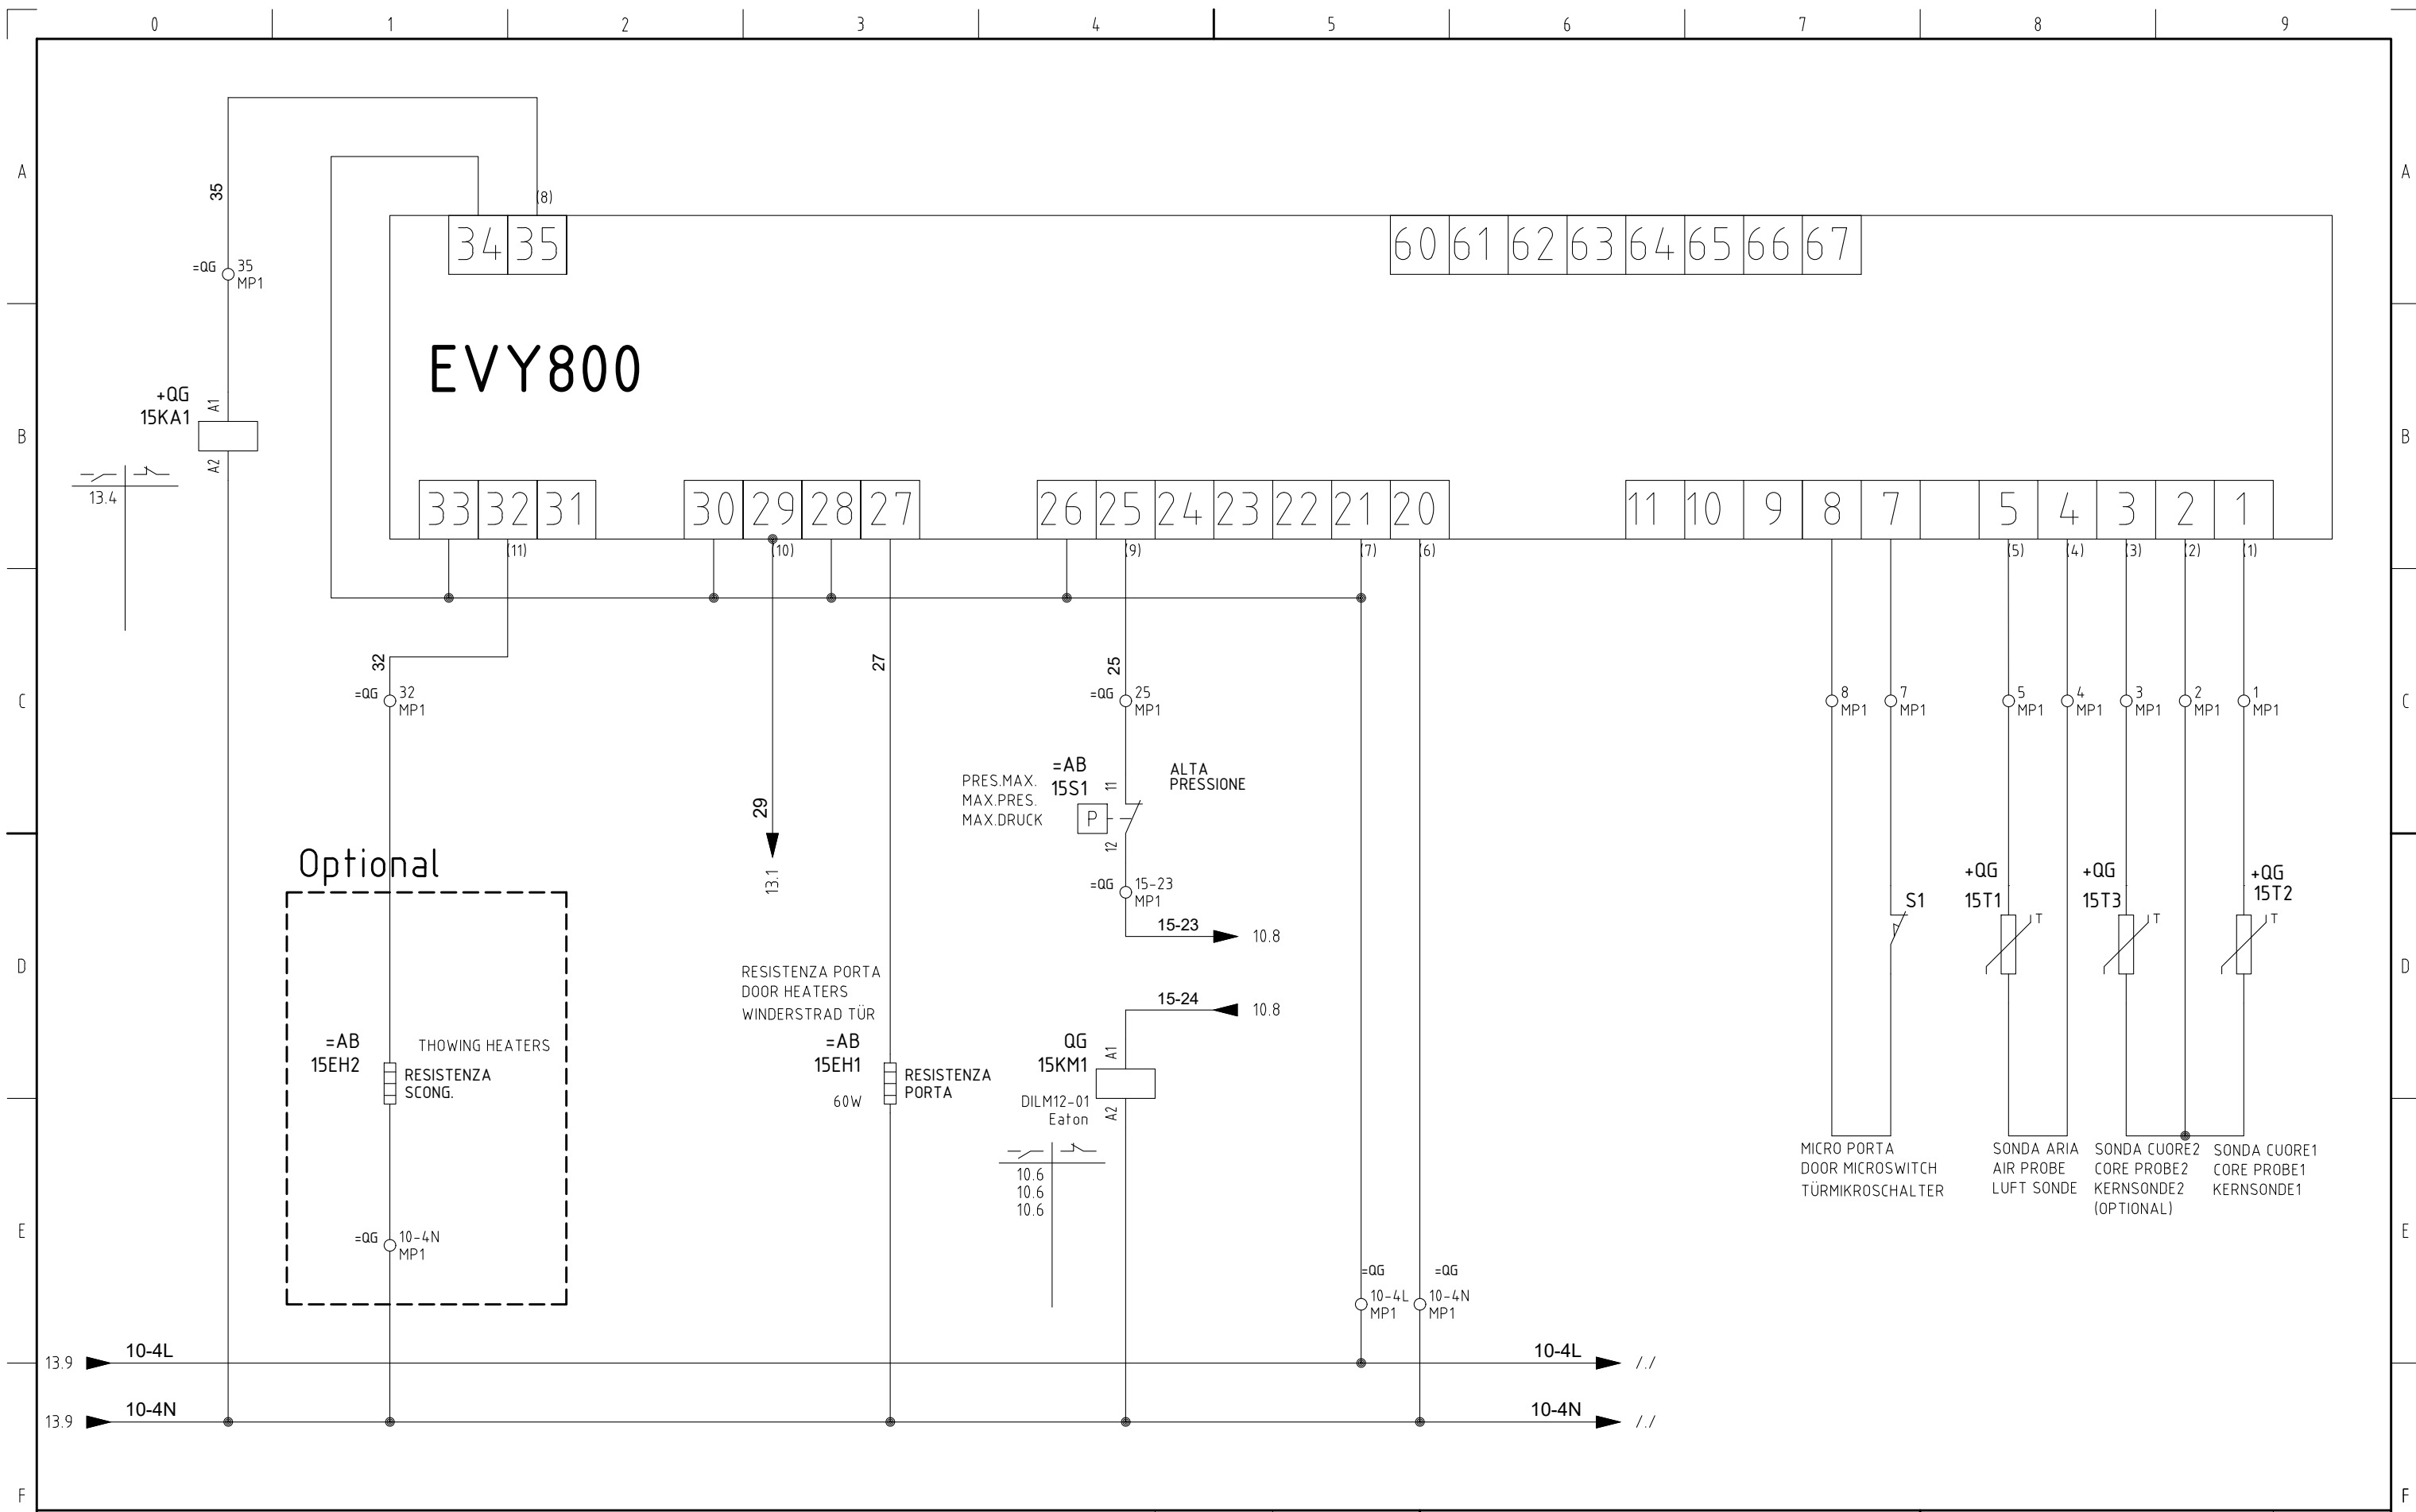 0 1 2 3 4 5 6 7 8 9
A A
35
(8)
34 35
60 61 62 63 64 65 66 67
=QG 35
MP1
EVY800
+QG
15KA1
A1
A2
B B
13.4
33 32 31 30 29 28 27 26 25 24 23 22 21 20 11 10 9 8 7 5 4 3 2 1
(11) (10) (9) (7) (6) (5) (4) (3) (2) (1)
32
27
25
=QG 32
MP1
=QG 25
MP1
8
MP1
7
MP1
5
MP1
4
MP1
3
MP1
2
MP1
1
MP1
C C
29
13.1
PRES.MAX.
MAX.PRES.
MAX.DRUCK
=AB
15S1
11
P
12
ALTA
PRESSIONE
=QG 15-23
MP1
15-23 10.8
Optional
S1
+QG
15T1
T
+QG
15T3
T
+QG
15T2
T
D D
RESISTENZA PORTA
DOOR HEATERS
WINDERSTRAD TÜR
15-24 10.8
=AB
15EH2
THOWING HEATERS
RESISTENZA
SCONG.
=AB
15EH1
60W
RESISTENZA
PORTA
QG
15KM1
A1
A2
DILM12-01
Eaton
10.6
10.6
10.6
MICRO PORTA
DOOR MICROSWITCH
TÜRMIKROSCHALTER
SONDA ARIA
AIR PROBE
LUFT SONDE
SONDA CUORE2
CORE PROBE2
KERNSONDE2
(OPTIONAL)
SONDA CUORE1
CORE PROBE1
KERNSONDE1
E E
=QG 10-4N
MP1
=QG
10-4L
MP1
=QG
10-4N
MP1
13.9 10-4L 10-4L /./
13.9 10-4N 10-4N /./
F F